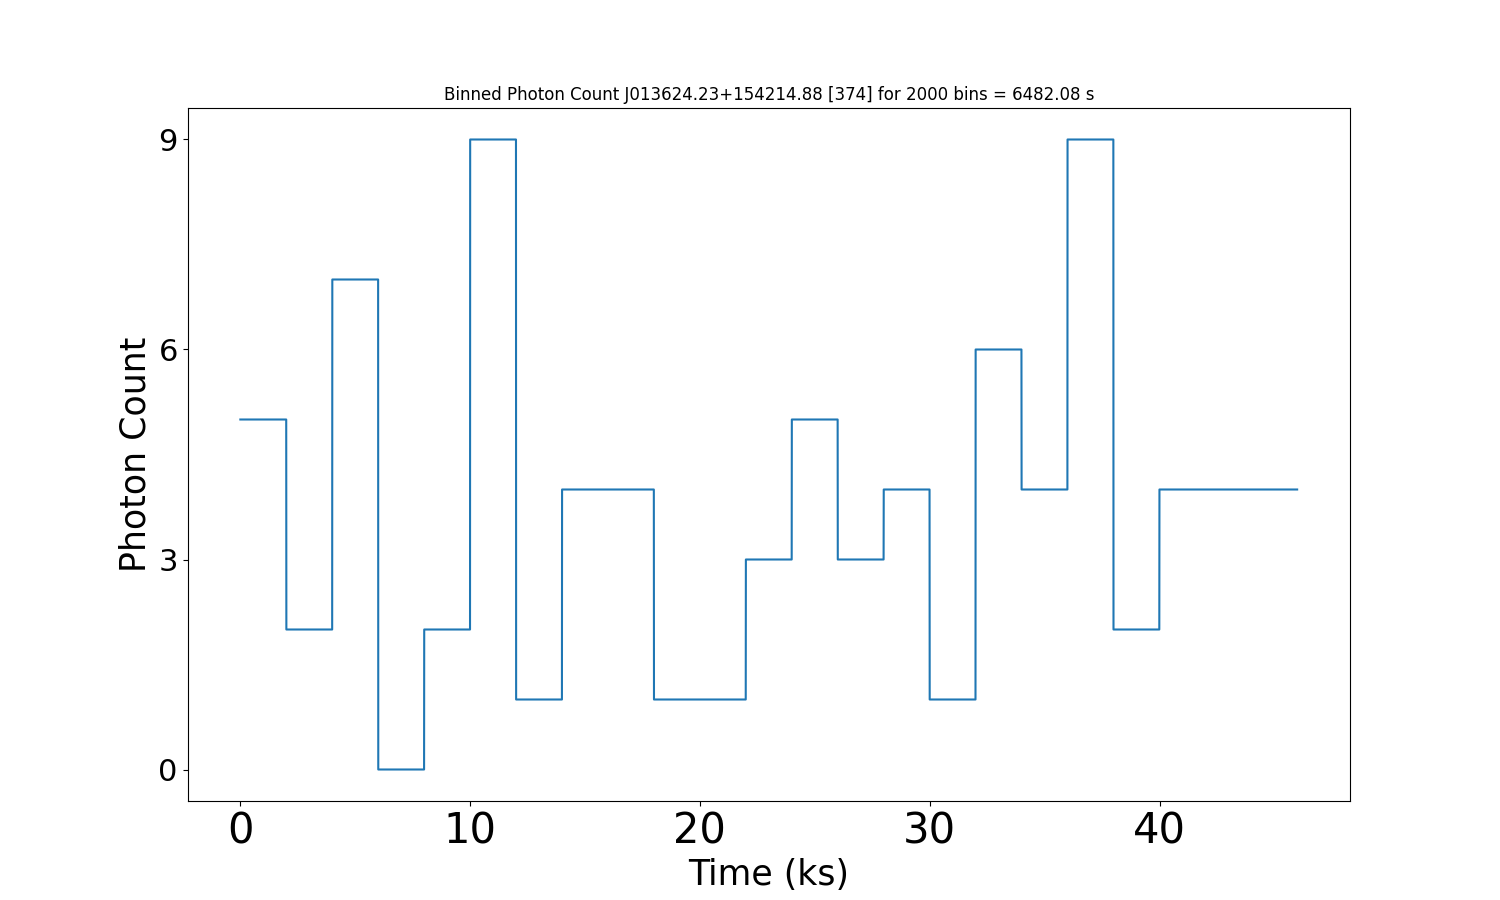 Binned Photon Count J013624.23+154214.88 [374] for 2000 bins = 6482.08 s
9
6
3
0
Photon Count
0 10 20 30 40
Time (ks)